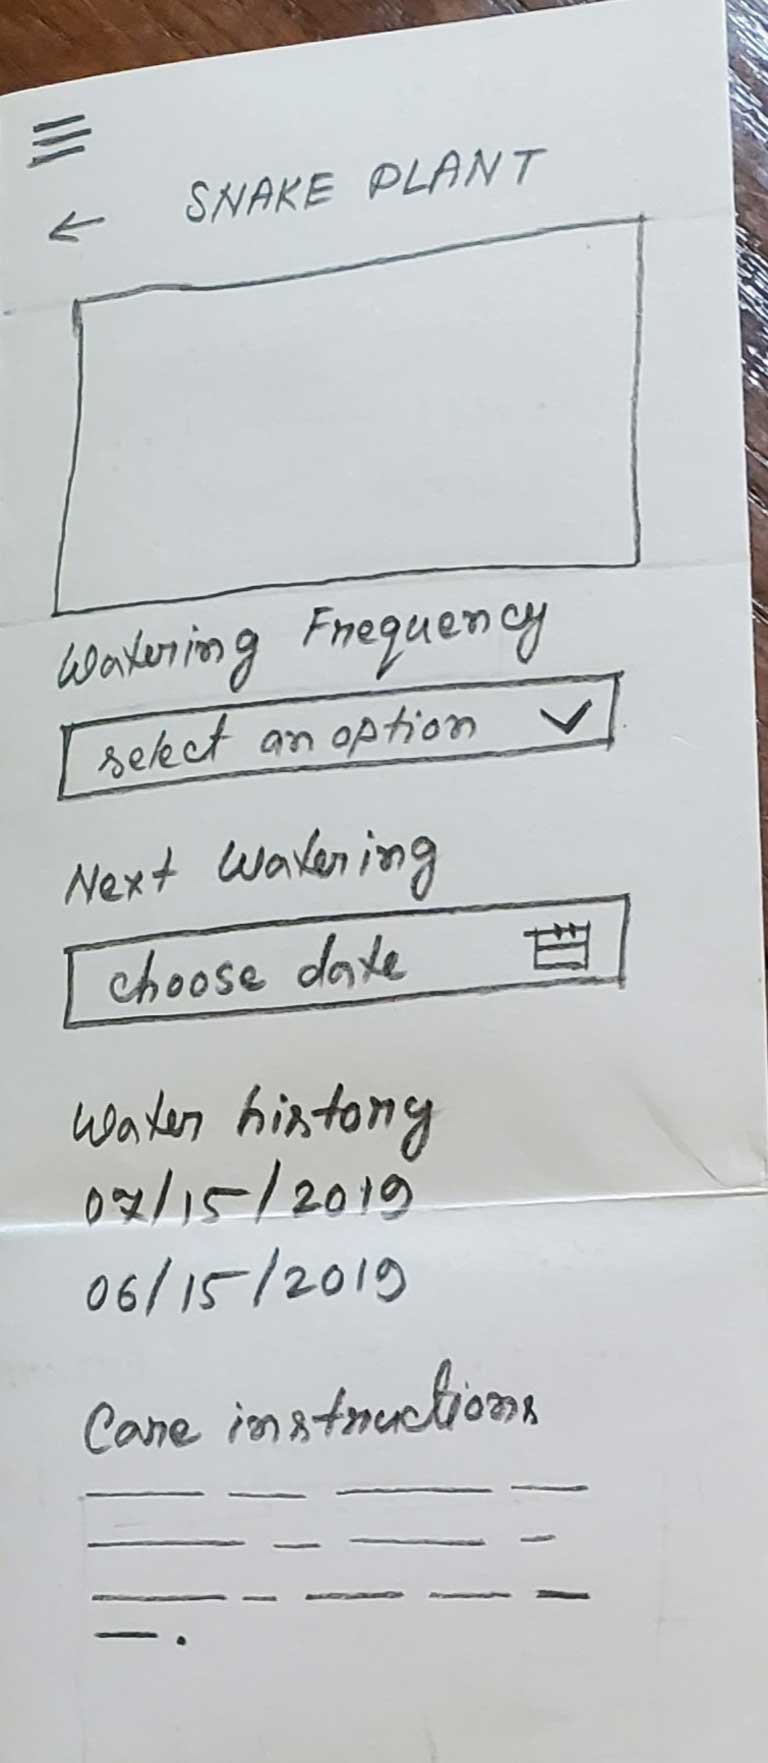 SNAKE PLANT
Watering Frequency
select an option
Next Watering
choose date
Water history
07/15/2019
06/15/2019
Care instructions